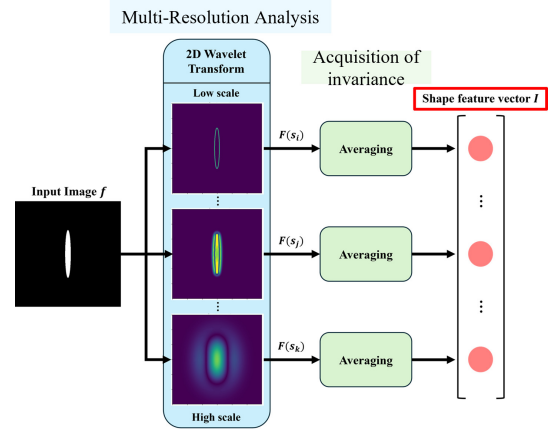 Multi-Resolution Analysis
2D Wavelet
Transform
Low scale
Acquisition of
invariance
Shape feature vector I
F(s_i)
Averaging
Input Image f
⋮
⋮
F(s_j)
Averaging
⋮
⋮
F(s_k)
Averaging
High scale